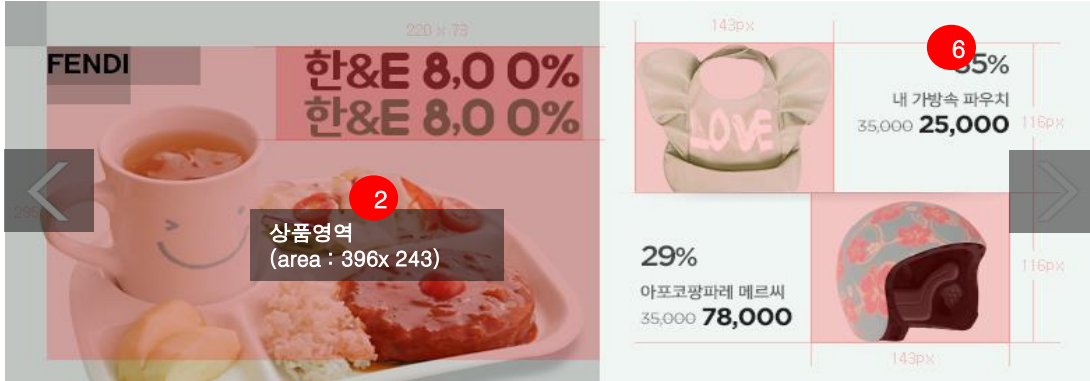 220 x 73
FENDI
한&E 8,0 0%
한&E 8,0 0%
2
상품영역
(area : 396x 243)
143px
6
35%
내 가방속 파우치
35,000 25,000
116px
LOVE
29%
아포코팡파레 메르씨
35,000 78,000
116px
143px